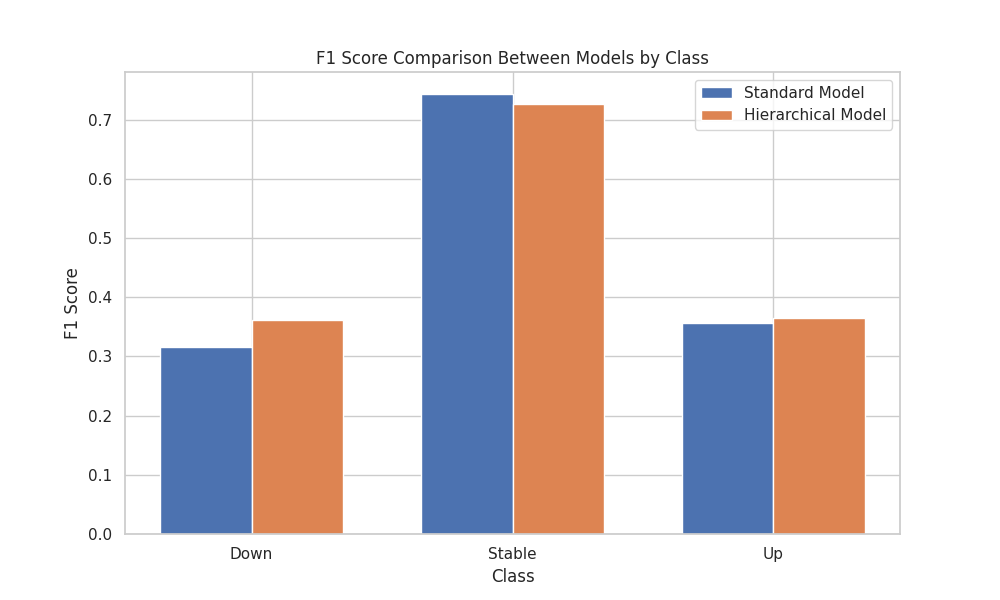 F1 Score Comparison Between Models by Class
Standard Model
Hierarchical Model
F1 Score
0.7
0.6
0.5
0.4
0.3
0.2
0.1
0.0
Down
Stable
Up
Class